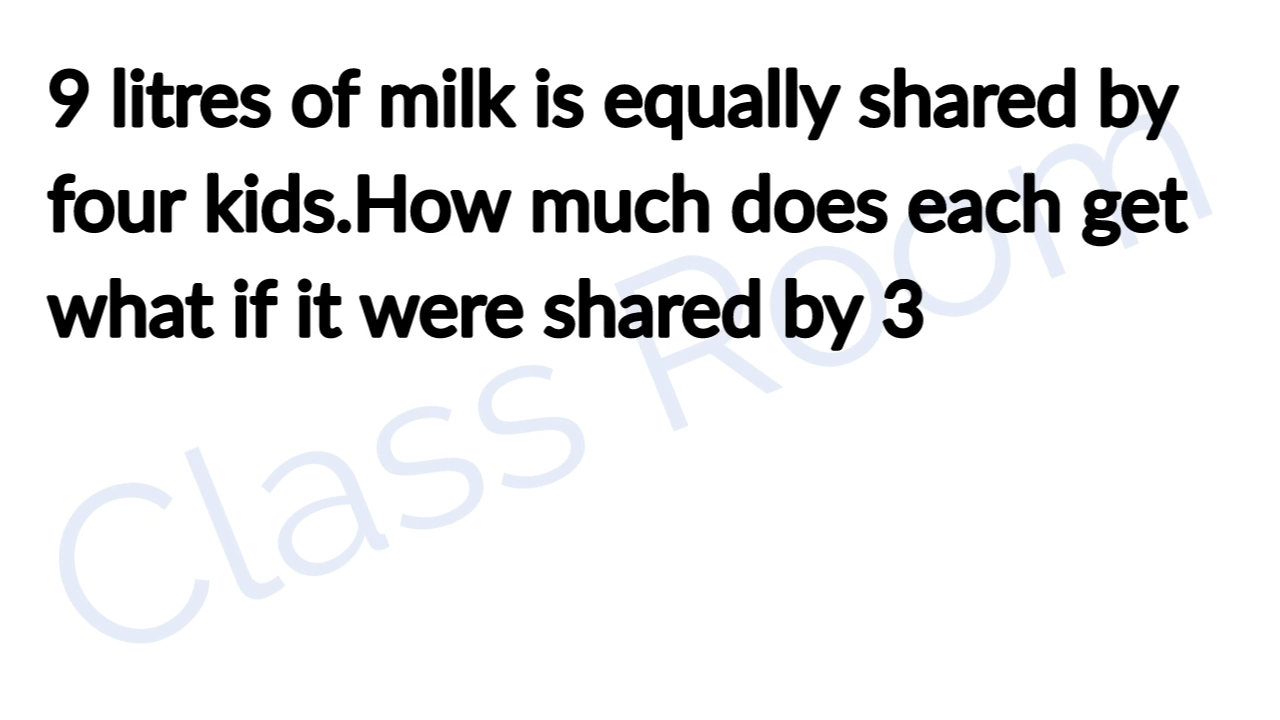 9 litres of milk is equally shared by
four kids.How much does each get
what if it were shared by 3
Class Room